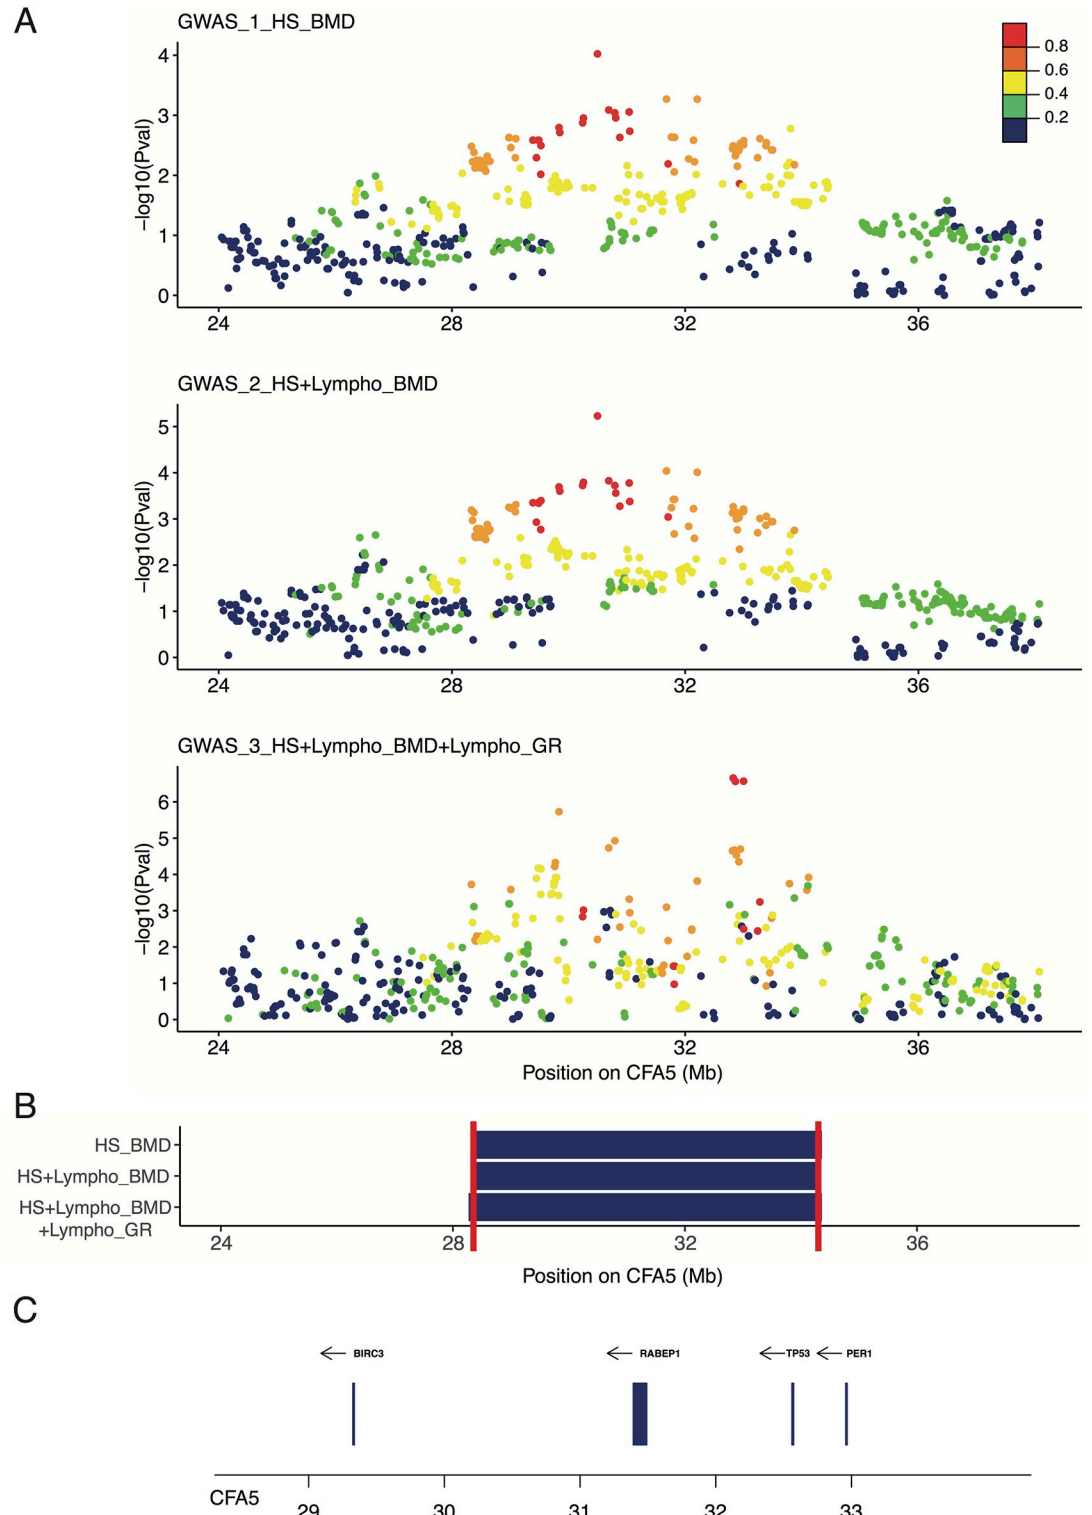 A
GWAS_1_HS_BMD
0.8
0.6
0.4
0.2
4
3
2
1
0
−log10(Pval)
24 28 32 36
GWAS_2_HS+Lympho_BMD
5
4
3
2
1
0
−log10(Pval)
24 28 32 36
GWAS_3_HS+Lympho_BMD+Lympho_GR
6
5
4
3
2
1
0
−log10(Pval)
24 28 32 36
Position on CFA5 (Mb)
B
HS_BMD
HS+Lympho_BMD
HS+Lympho_BMD
+Lympho_GR
24 28 32 36
Position on CFA5 (Mb)
C
BIRC3 RABEP1 TP53 PER1
CFA5
29 30 31 32 33